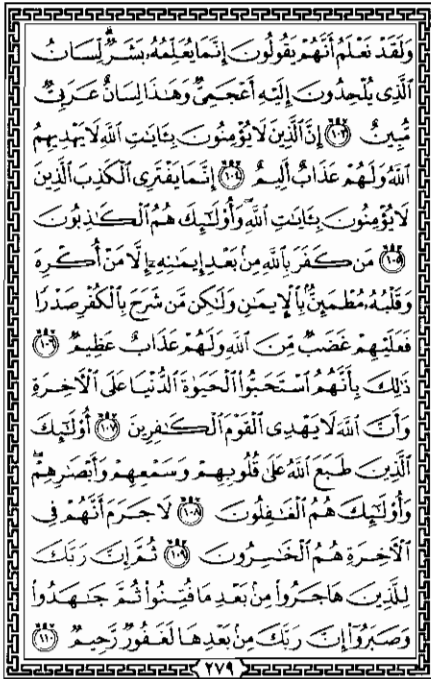 وَلَقَدْ نَعْلَمُ أَنَّهُمْ يَقُولُونَ إِنَّمَا يُعَلِّمُهُۥ بَشَرٌۗ لِّسَانُ
ٱلَّذِى يُلْحِدُونَ إِلَيْهِ أَعْجَمِىٌّ وَهَٰذَا لِسَانٌ عَرَبِىٌّ
مُّبِينٌ ١٠٣ إِنَّ ٱلَّذِينَ لَا يُؤْمِنُونَ بِـَٔايَٰتِ ٱللَّهِ لَا يَهْدِيهِمُ
ٱللَّهُ وَلَهُمْ عَذَابٌ أَلِيمٌ ١٠٤ إِنَّمَا يَفْتَرِى ٱلْكَذِبَ ٱلَّذِينَ
لَا يُؤْمِنُونَ بِـَٔايَٰتِ ٱللَّهِۖ وَأُو۟لَٰٓئِكَ هُمُ ٱلْكَٰذِبُونَ
١٠٥ مَن كَفَرَ بِٱللَّهِ مِنۢ بَعْدِ إِيمَٰنِهِۦٓ إِلَّا مَنْ أُكْرِهَ
وَقَلْبُهُۥ مُطْمَئِنٌّۢ بِٱلْإِيمَٰنِ وَلَٰكِن مَّن شَرَحَ بِٱلْكُفْرِ صَدْرًا
فَعَلَيْهِمْ غَضَبٌ مِّنَ ٱللَّهِ وَلَهُمْ عَذَابٌ عَظِيمٌ ١٠٦
ذَٰلِكَ بِأَنَّهُمُ ٱسْتَحَبُّوا۟ ٱلْحَيَوٰةَ ٱلدُّنْيَا عَلَى ٱلْـَٔاخِرَةِ
وَأَنَّ ٱللَّهَ لَا يَهْدِى ٱلْقَوْمَ ٱلْكَٰفِرِينَ ١٠٧ أُو۟لَٰٓئِكَ
ٱلَّذِينَ طَبَعَ ٱللَّهُ عَلَىٰ قُلُوبِهِمْ وَسَمْعِهِمْ وَأَبْصَٰرِهِمْۖ
وَأُو۟لَٰٓئِكَ هُمُ ٱلْغَٰفِلُونَ ١٠٨ لَا جَرَمَ أَنَّهُمْ فِى
ٱلْـَٔاخِرَةِ هُمُ ٱلْخَٰسِرُونَ ١٠٩ ثُمَّ إِنَّ رَبَّكَ
لِلَّذِينَ هَاجَرُوا۟ مِنۢ بَعْدِ مَا فُتِنُوا۟ ثُمَّ جَٰهَدُوا۟
وَصَبَرُوٓا۟ إِنَّ رَبَّكَ مِنۢ بَعْدِهَا لَغَفُورٌ رَّحِيمٌ ١١٠
٢٧٩